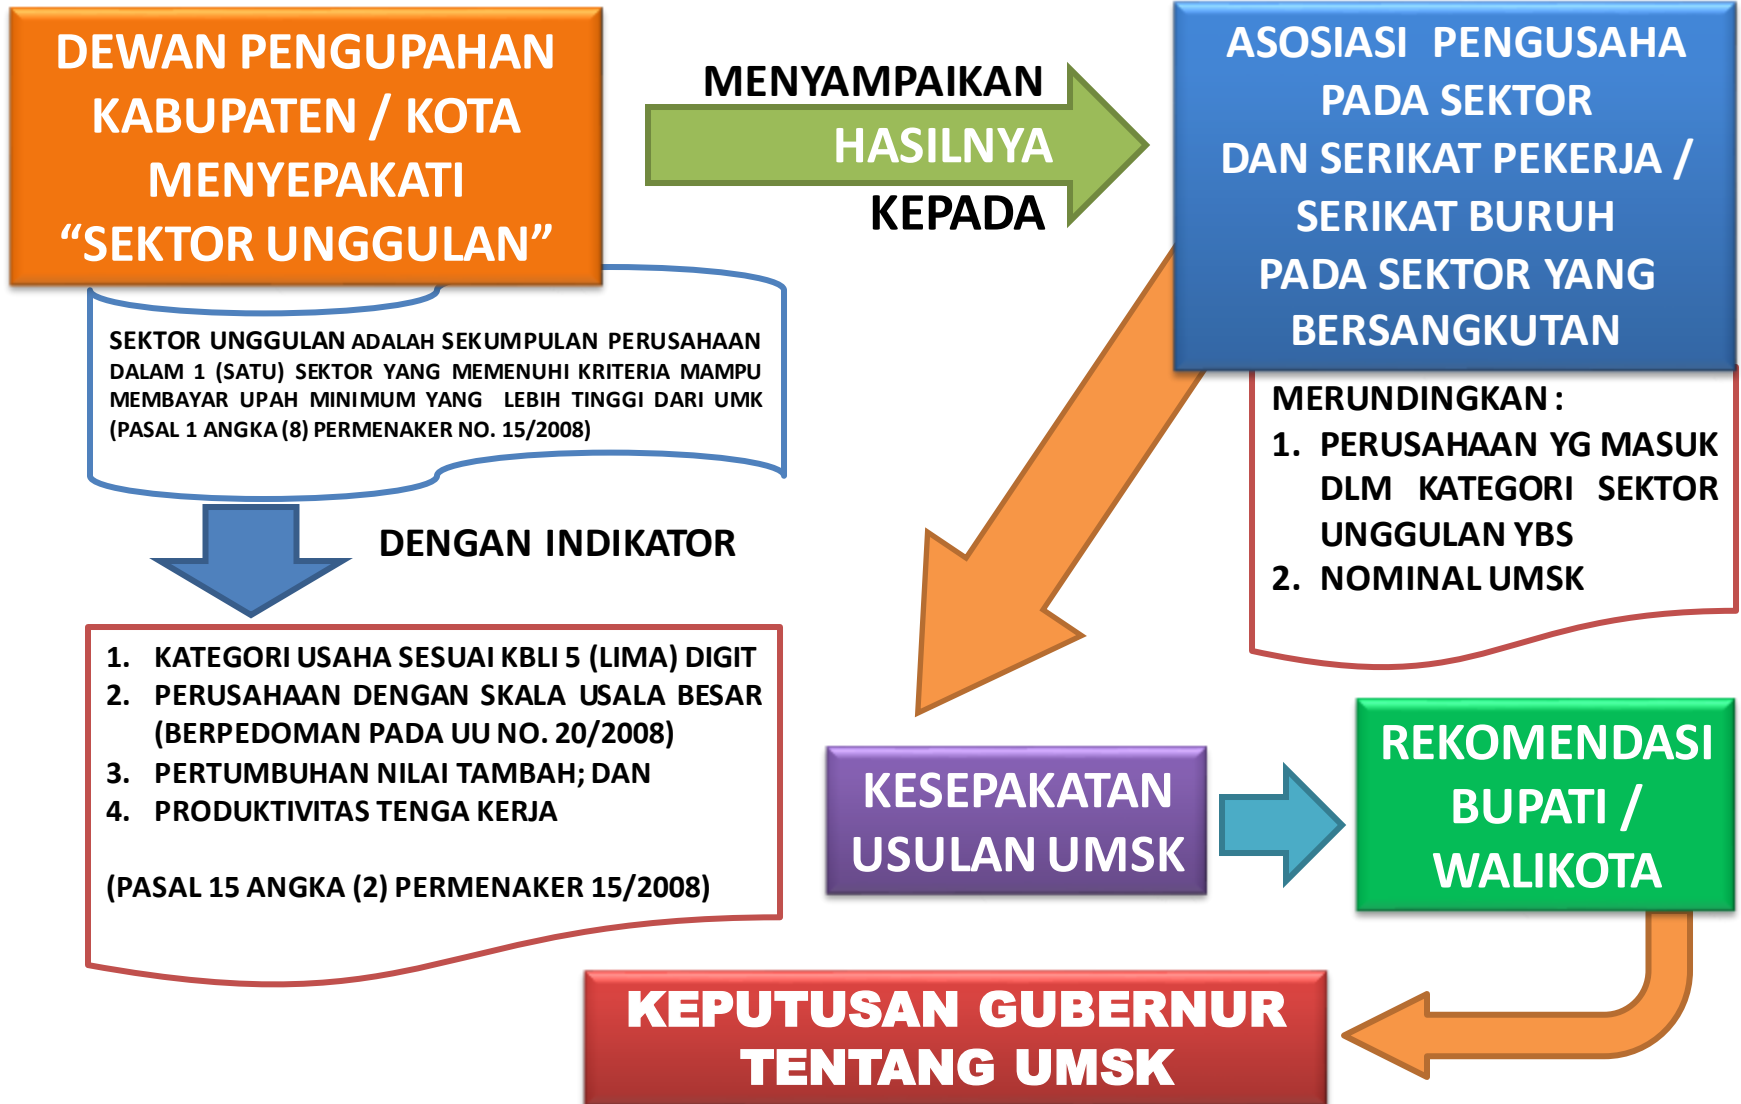 DEWAN PENGUPAHAN
KABUPATEN / KOTA
MENYEPAKATI
“SEKTOR UNGGULAN”
MENYAMPAIKAN
HASILNYA
KEPADA
ASOSIASI PENGUSAHA
PADA SEKTOR
DAN SERIKAT PEKERJA /
SERIKAT BURUH
PADA SEKTOR YANG
BERSANGKUTAN
SEKTOR UNGGULAN ADALAH SEKUMPULAN PERUSAHAAN
DALAM 1 (SATU) SEKTOR YANG MEMENUHI KRITERIA MAMPU
MEMBAYAR UPAH MINIMUM YANG LEBIH TINGGI DARI UMK
(PASAL 1 ANGKA (8) PERMENAKER NO. 15/2008)
MERUNDINGKAN :
1. PERUSAHAAN YG MASUK
DLM KATEGORI SEKTOR
UNGGULAN YBS
2. NOMINAL UMSK
DENGAN INDIKATOR
1. KATEGORI USAHA SESUAI KBLI 5 (LIMA) DIGIT
2. PERUSAHAAN DENGAN SKALA USALA BESAR
(BERPEDOMAN PADA UU NO. 20/2008)
3. PERTUMBUHAN NILAI TAMBAH; DAN
4. PRODUKTIVITAS TENGA KERJA
(PASAL 15 ANGKA (2) PERMENAKER 15/2008)
KESEPAKATAN
USULAN UMSK
REKOMENDASI
BUPATI /
WALIKOTA
KEPUTUSAN GUBERNUR
TENTANG UMSK